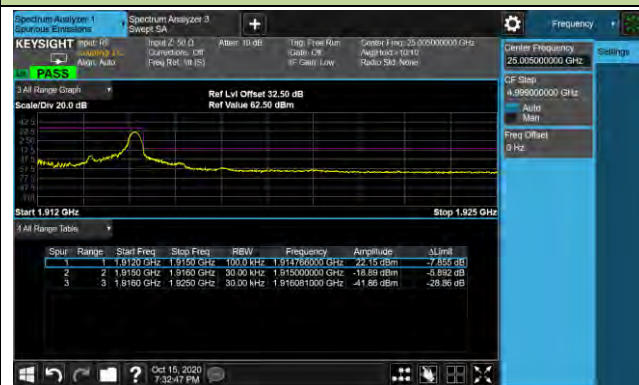 Spectrum Analyzer 1
Spurious Emissions
Spectrum Analyzer 3
Swept SA
+
Frequency
KEYSIGHT
Input: RF
Coupling: DC
Align: Auto
Input Z: 50 Ω
Corrections: Off
Freq Ref: Int (S)
Atten: 10 dB
Trig: Free Run
Gate: Off
IF Gain: Low
Center Freq: 25.005000000 GHz
Avg|Hold: >10/10
Radio Std: None
PASS
Center Frequency
25.005000000 GHz
Settings
CF Step
4.999000000 GHz
Auto
Man
Freq Offset
0 Hz
3 All Range Graph
Scale/Div 20.0 dB
Ref Lvl Offset 32.50 dB
Ref Value 62.50 dBm
Start 1.912 GHz
Stop 1.925 GHz
4 All Range Table
Spur Range Start Freq Stop Freq RBW Frequency Amplitude ΔLimit
1 1 1.9120 GHz 1.9150 GHz 100.0 kHz 1.914766000 GHz 22.15 dBm -7.855 dB
2 2 1.9150 GHz 1.9160 GHz 30.00 kHz 1.915000000 GHz -18.89 dBm -5.892 dB
3 3 1.9160 GHz 1.9250 GHz 30.00 kHz 1.916081000 GHz -41.86 dBm -28.86 dB
?
Oct 15, 2020
7:32:47 PM